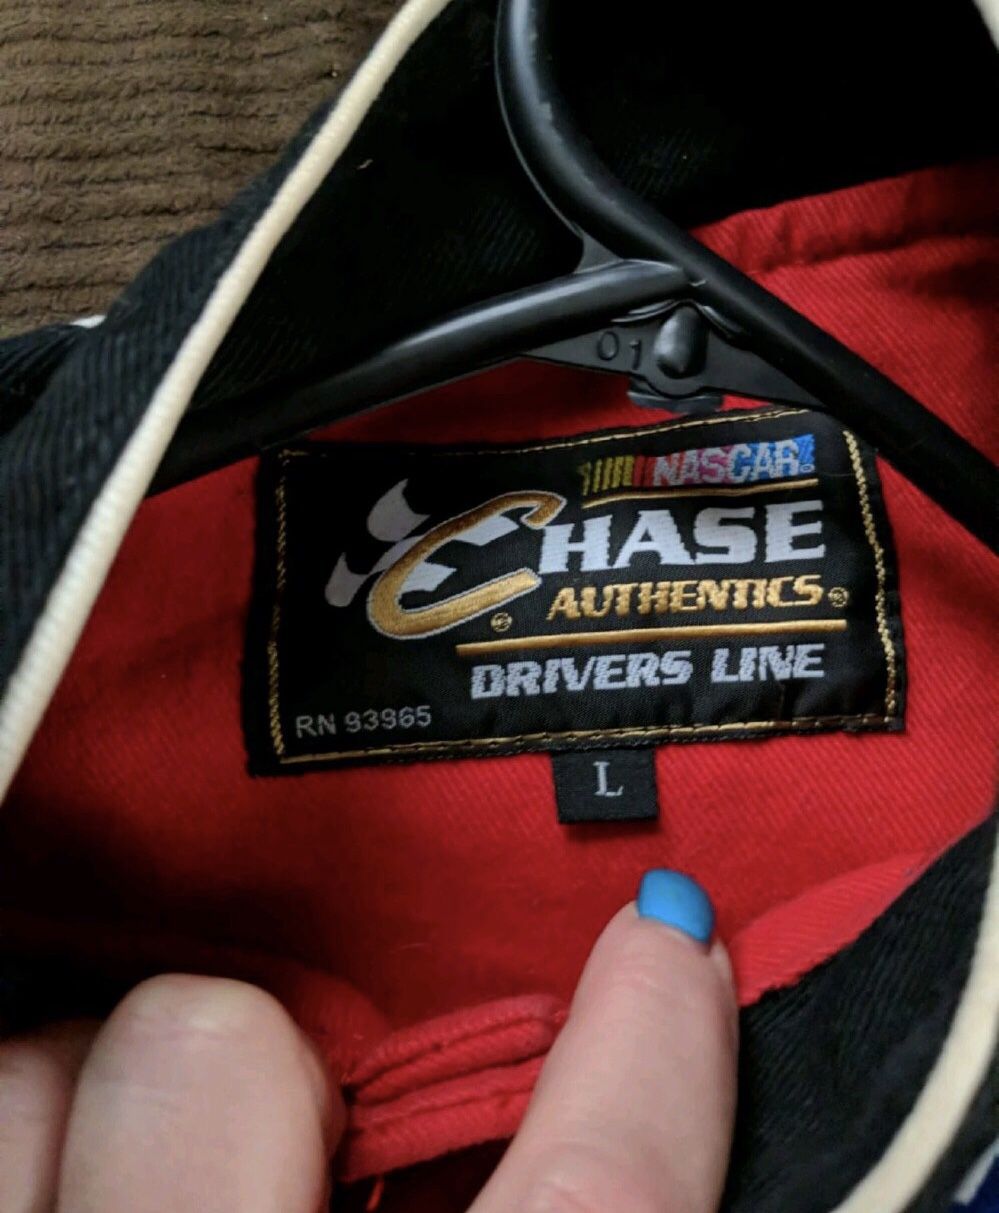 01
NASCAR®
CHASE
AUTHENTICS®
®
DRIVERS LINE
RN 93965
L